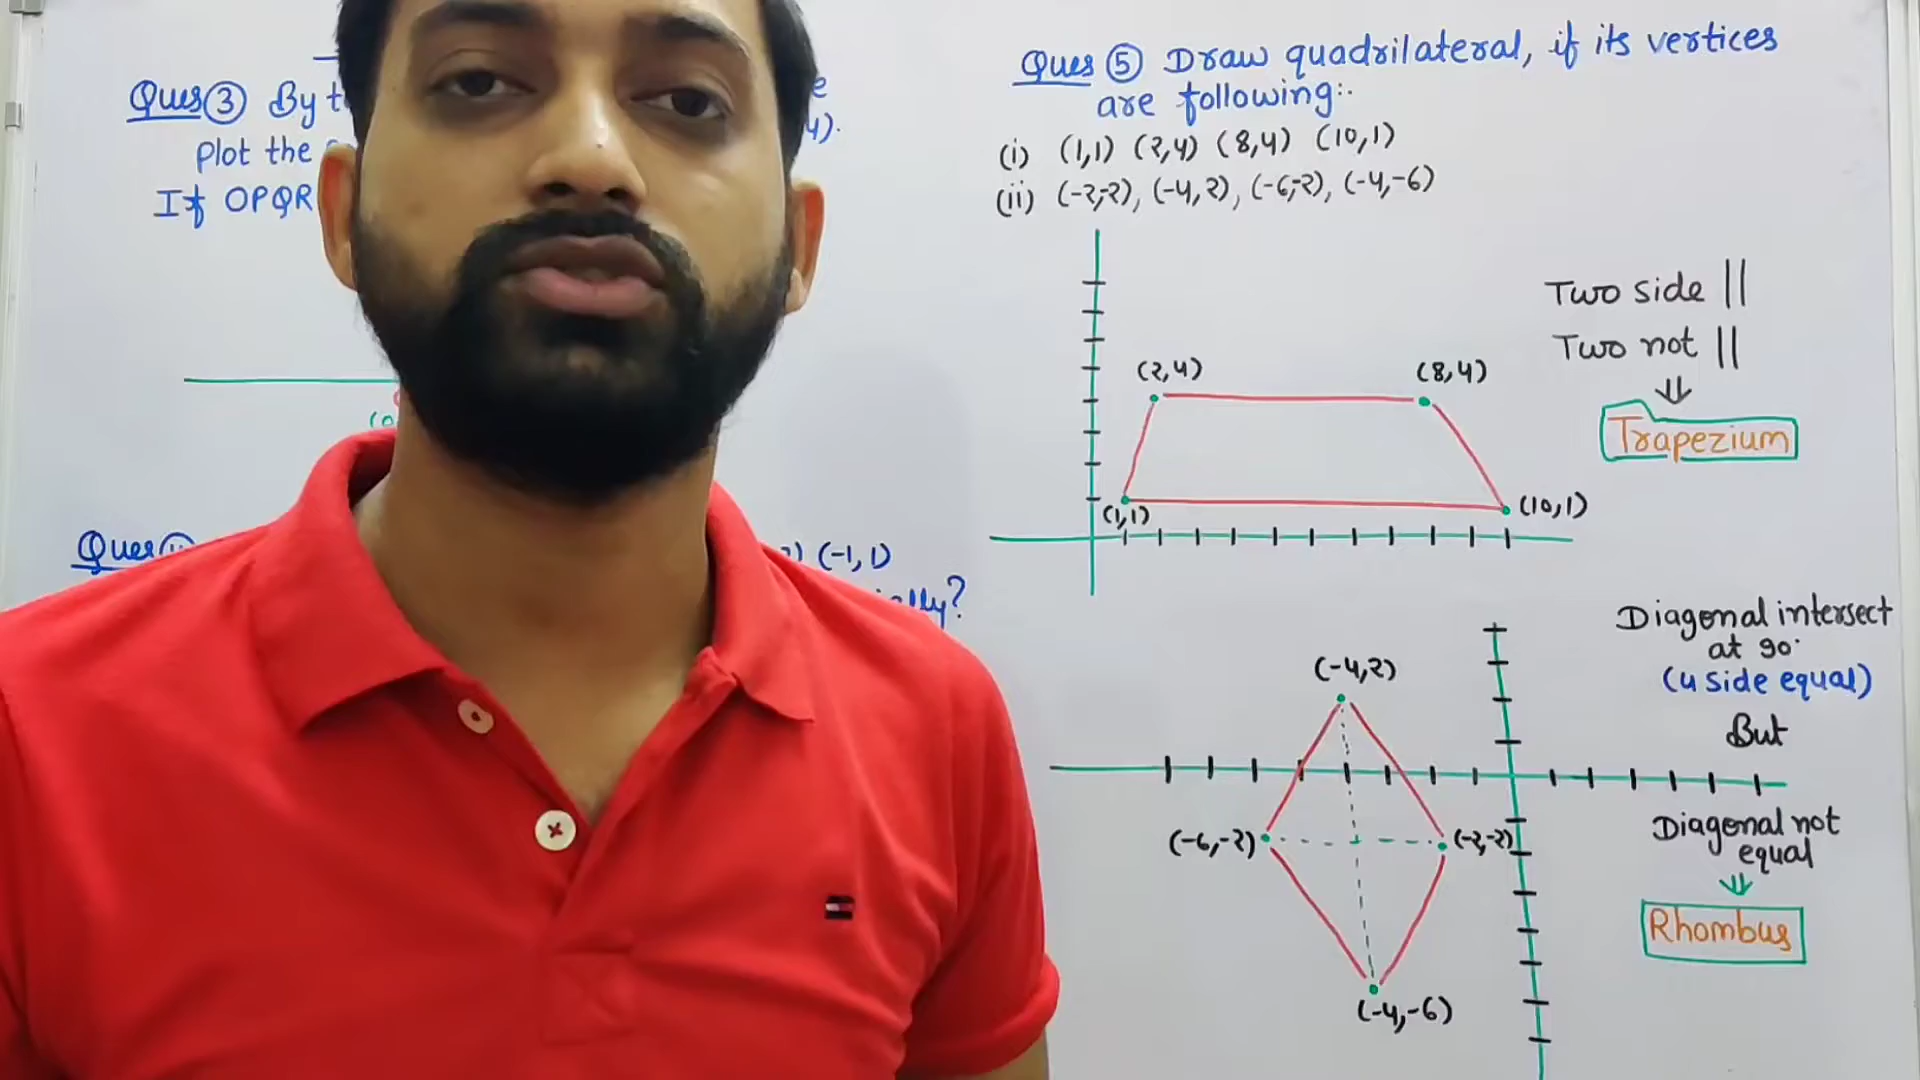 Ques ③ By
Plot the
If OPQR
e
4).
(0
Ques
) (-1, 1)
ally?
Ques ⑤ Draw quadrilateral, if its vertices
are following:-
(i) (1,1) (2,4) (8,4) (10,1)
(ii) (-2,-2), (-4,2), (-6,-2), (-4,-6)
(2,4)
(8,4)
(1,1)
(10,1)
Two side ||
Two not ||
⇓
Trapezium
(-4,2)
(-6,-2)
(-2,-2)
(-4,-6)
Diagonal intersect
at 90°
(4 side equal)
But
Diagonal not
equal
⇓
Rhombus